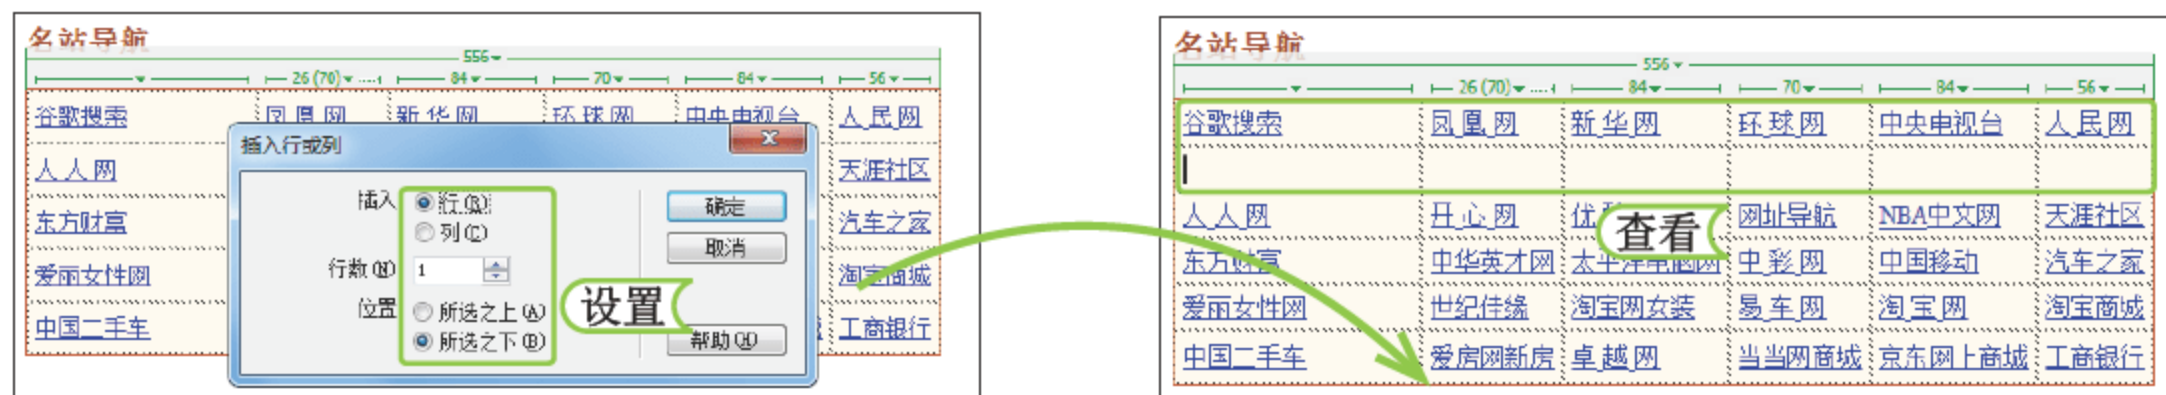 名站导航
556
26 (70) 84 70 84 56
谷歌搜索 凤凰网 新华网 环球网 中央电视台 人民网
插入行或列
人人网 天涯社区
插入 行(R)
确定
东方财富 列(C) 汽车之家
取消
行数(N) 1
爱丽女性网 淘宝商城
位置 所选之上(A)
设置
中国二手车 工商银行
所选之下(B)
帮助(H)
名站导航
556
26 (70) 84 70 84 56
谷歌搜索 凤凰网 新华网 环球网 中央电视台 人民网
人人网 开心网 优 网址导航 NBA中文网 天涯社区
查看
东方财富 中华英才网 太平洋电脑网 中彩网 中国移动 汽车之家
爱丽女性网 世纪佳缘 淘宝网女装 易车网 淘宝网 淘宝商城
中国二手车 爱房网新房 卓越网 当当网商城 京东网上商城 工商银行